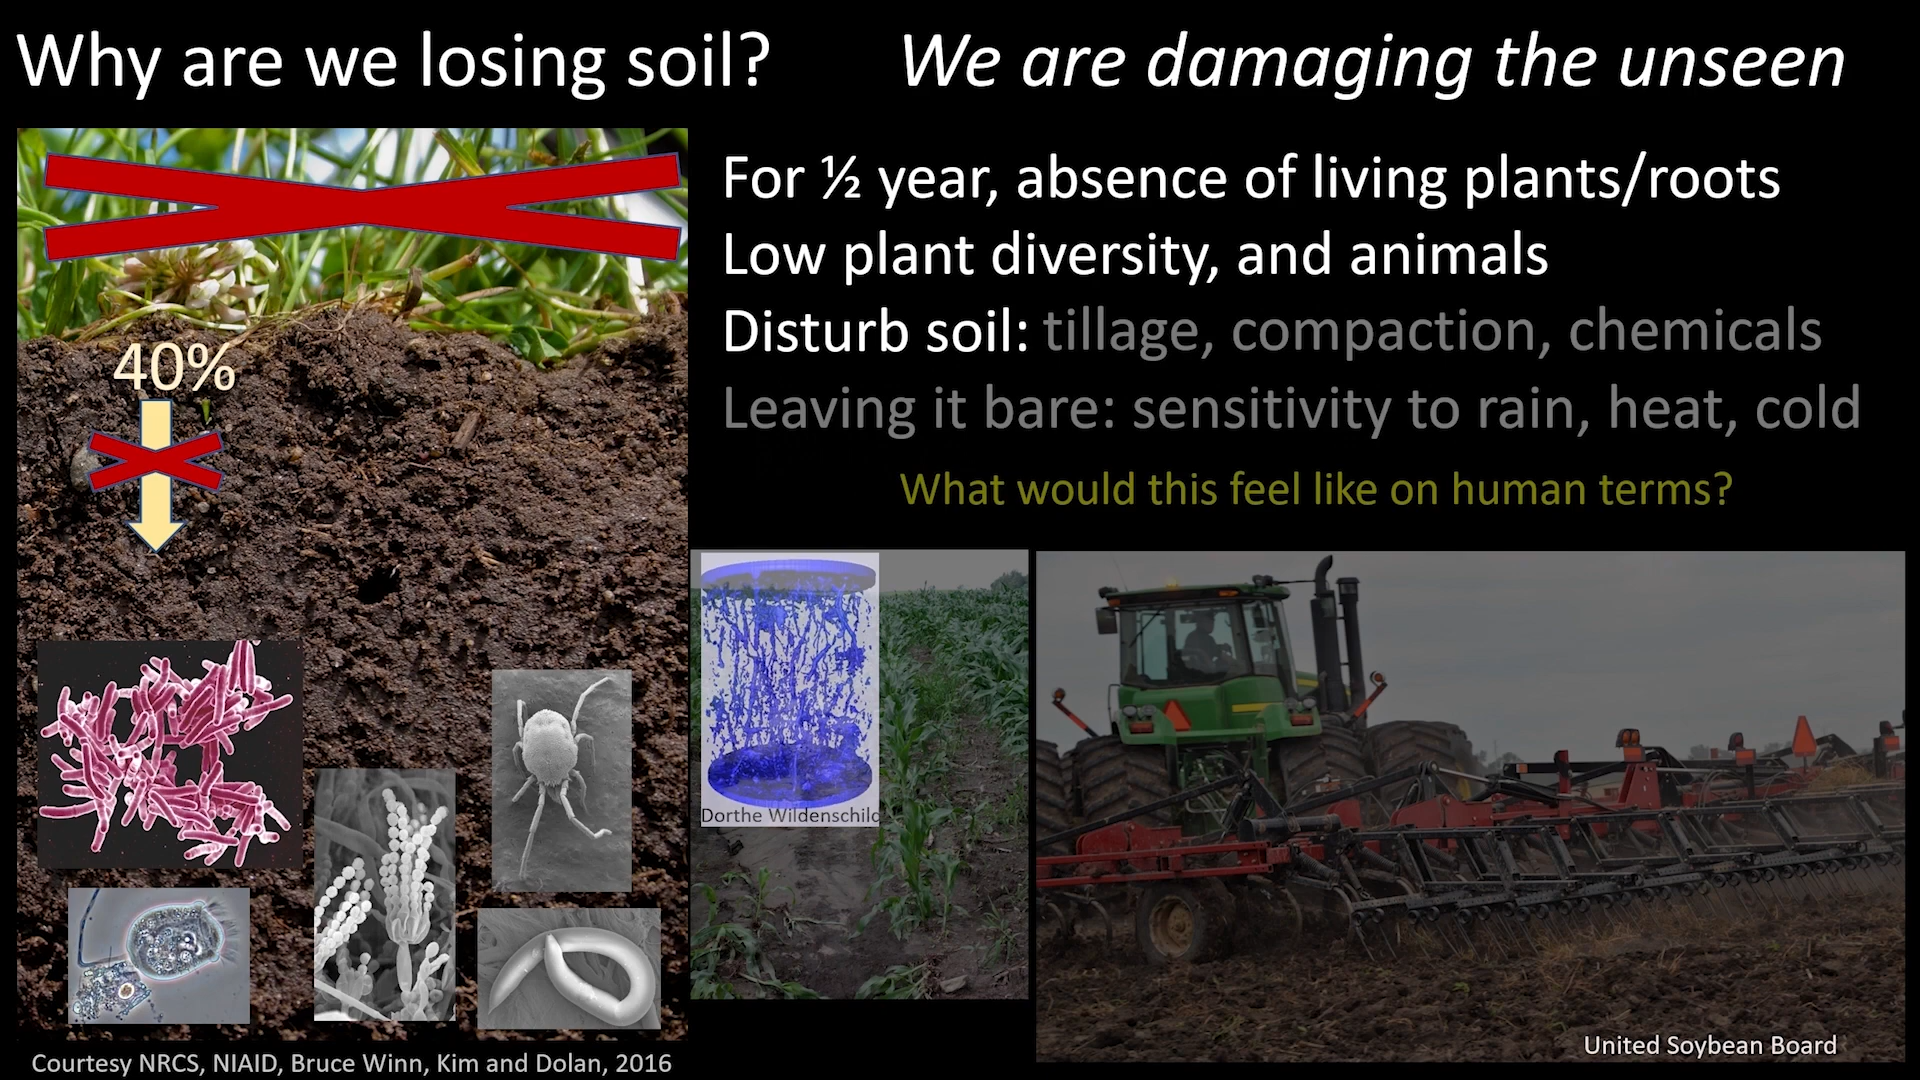 Why are we losing soil?
We are damaging the unseen
For ½ year, absence of living plants/roots
Low plant diversity, and animals
Disturb soil: tillage, compaction, chemicals
Leaving it bare: sensitivity to rain, heat, cold
What would this feel like on human terms?
40%
Dorthe Wildenschild
United Soybean Board
Courtesy NRCS, NIAID, Bruce Winn, Kim and Dolan, 2016